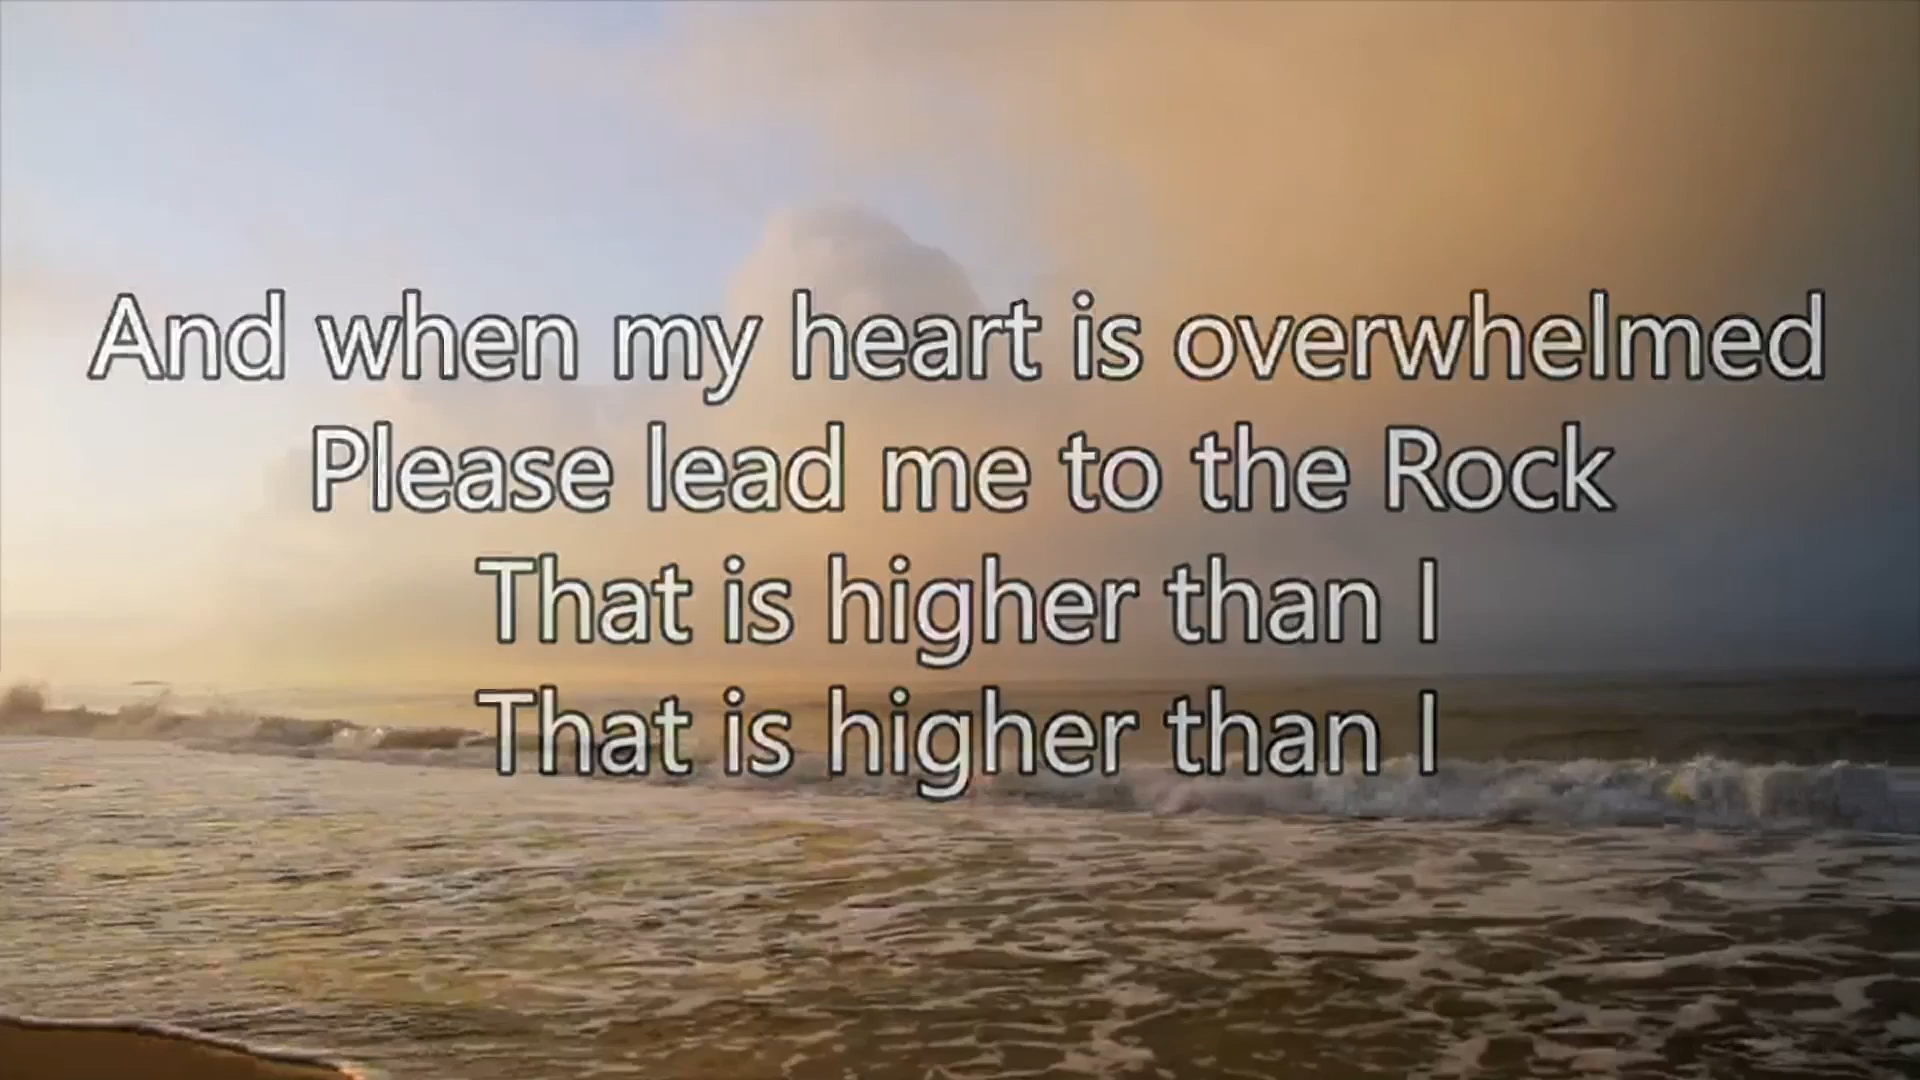 And when my heart is overwhelmed
Please lead me to the Rock
That is higher than I
That is higher than I